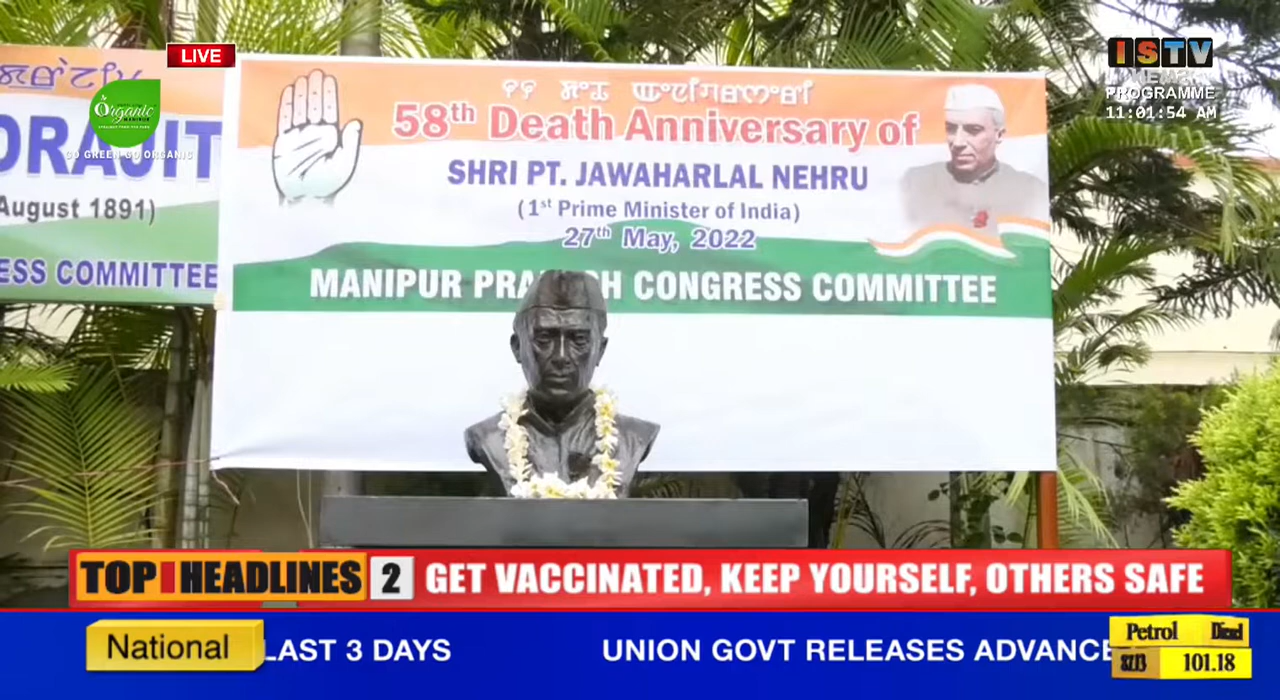 LIVE
ISTV
PROGRAMME
11:01:54 AM
Organic
GO GREEN GO ORGANIC
ORAJIT
August 1891)
ESS COMMITTEE
58th Death Anniversary of
SHRI PT. JAWAHARLAL NEHRU
(1st Prime Minister of India)
27th May, 2022
MANIPUR PRA H CONGRESS COMMITTEE
TOP HEADLINES 2 GET VACCINATED, KEEP YOURSELF, OTHERS SAFE
National LAST 3 DAYS UNION GOVT RELEASES ADVANCE
Petrol Diesel
101.18